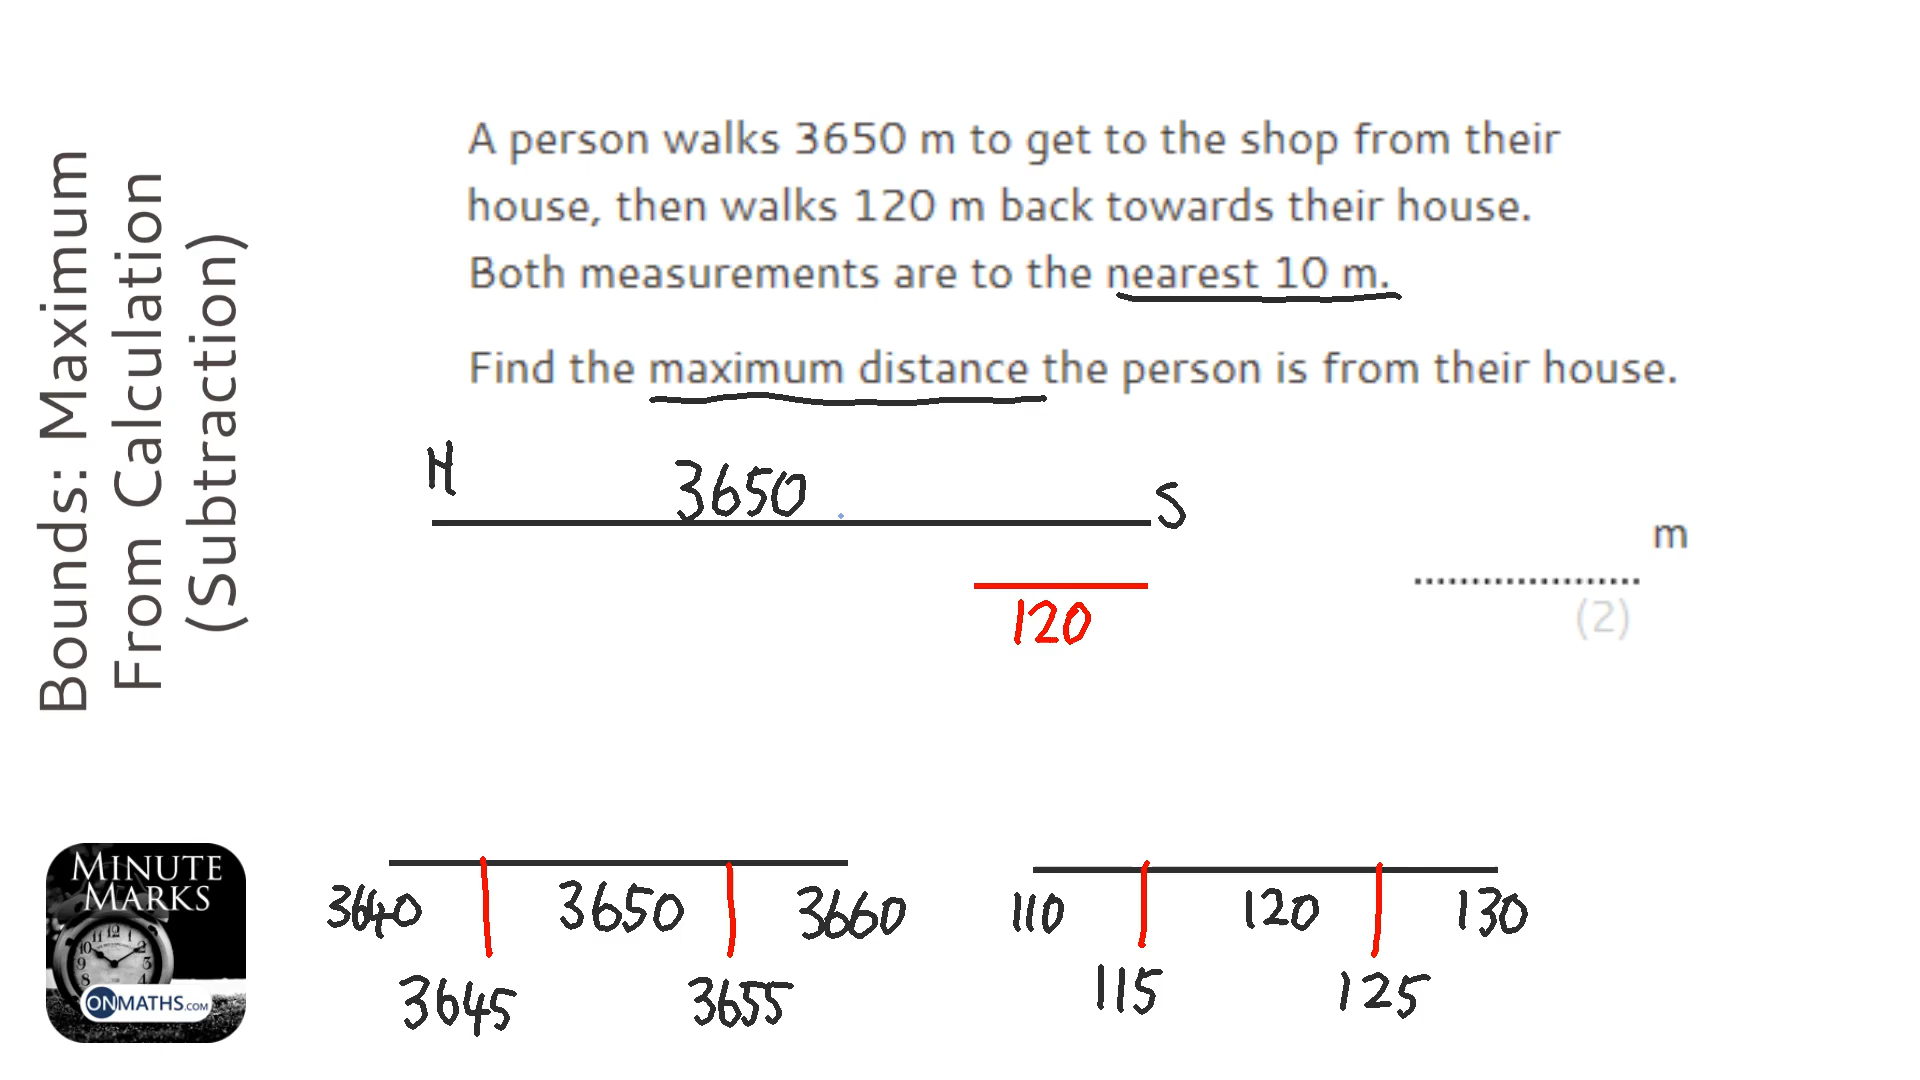 Bounds: Maximum
From Calculation
(Subtraction)
A person walks 3650 m to get to the shop from their
house, then walks 120 m back towards their house.
Both measurements are to the nearest 10 m.
Find the maximum distance the person is from their house.
H 3650 S
120
m
....................
(2)
3640 3650 3660
3645 3655
110 120 130
115 125
MINUTE
MARKS
ONMATHS.COM